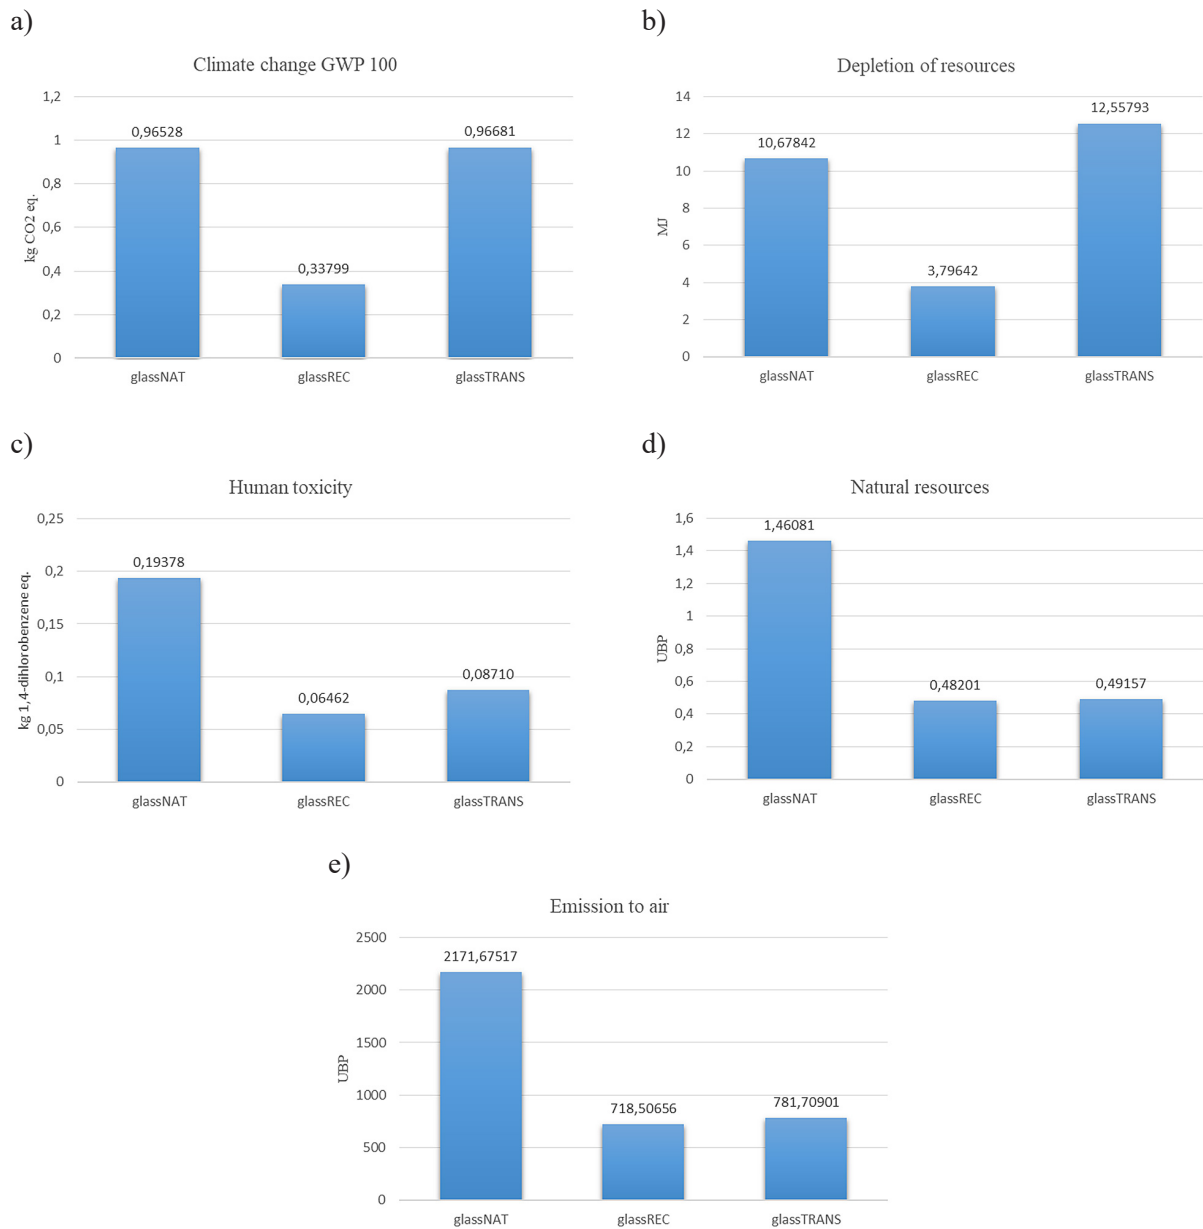 a)
Climate change GWP 100
1,2
1
0,8
0,6
0,4
0,2
0
kg CO2 eq.
0,96528
0,33799
0,96681
glassNAT
glassREC
glassTRANS
b)
Depletion of resources
14
12
10
8
6
4
2
0
MJ
10,67842
3,79642
12,55793
glassNAT
glassREC
glassTRANS
c)
Human toxicity
0,25
0,2
0,15
0,1
0,05
0
kg 1,4-dihlorobenzene eq.
0,19378
0,06462
0,08710
glassNAT
glassREC
glassTRANS
d)
Natural resources
1,6
1,4
1,2
1
0,8
0,6
0,4
0,2
0
UBP
1,46081
0,48201
0,49157
glassNAT
glassREC
glassTRANS
e)
Emission to air
2500
2000
1500
1000
500
0
UBP
2171,67517
718,50656
781,70901
glassNAT
glassREC
glassTRANS